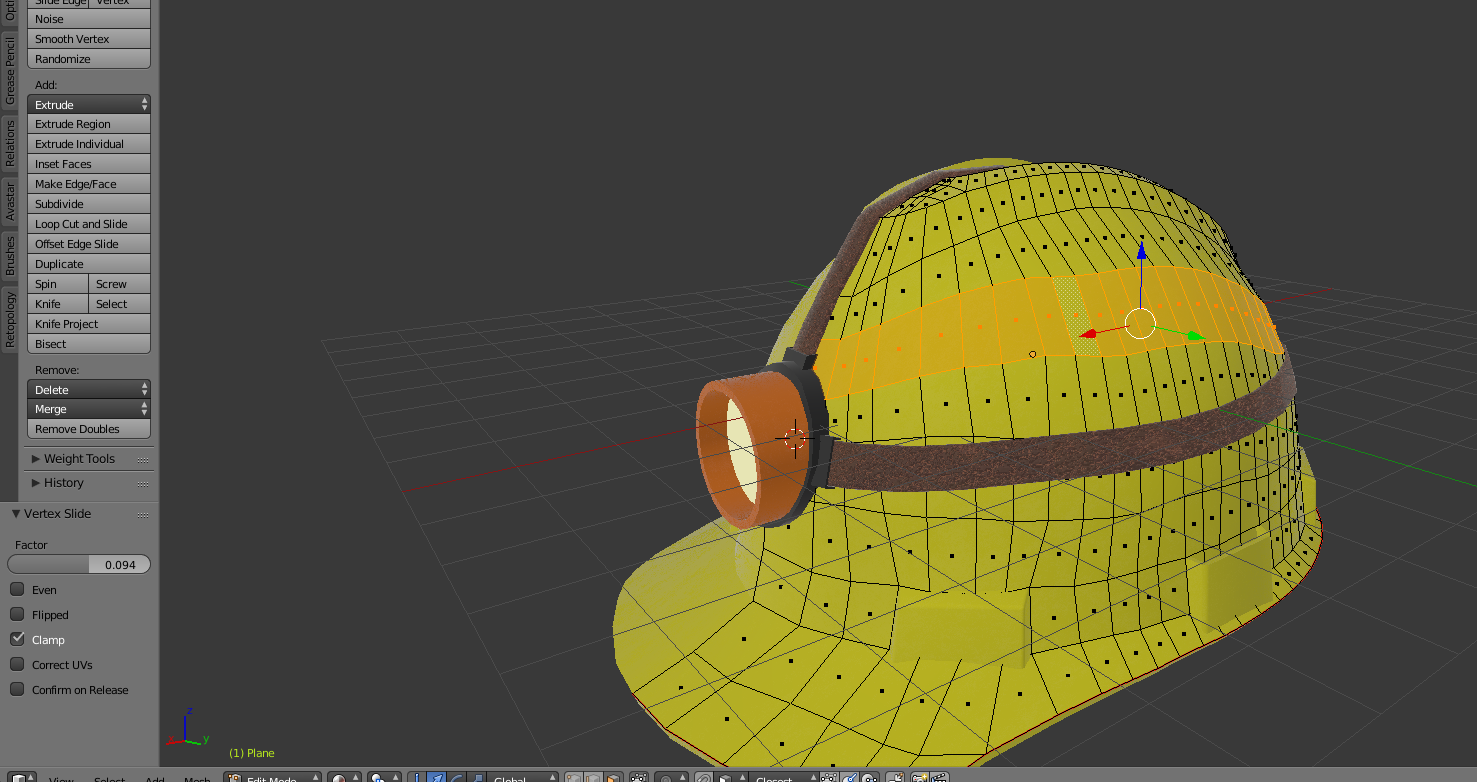 Opti
Slide Edge Vertex
Noise
Smooth Vertex
Randomize
Grease Pencil
Add:
Extrude
Extrude Region
Relations
Extrude Individual
Inset Faces
Make Edge/Face
Avastar
Subdivide
Loop Cut and Slide
Offset Edge Slide
Brushes
Duplicate
Spin Screw
Knife Select
Retopology
Knife Project
Bisect
Remove:
Delete
Merge
Remove Doubles
Weight Tools
History
Vertex Slide
Factor
0.094
Even
Flipped
Clamp
Correct UVs
Confirm on Release
z
x y
(1) Plane
View Select Add Mesh Edit Mode Global Closest